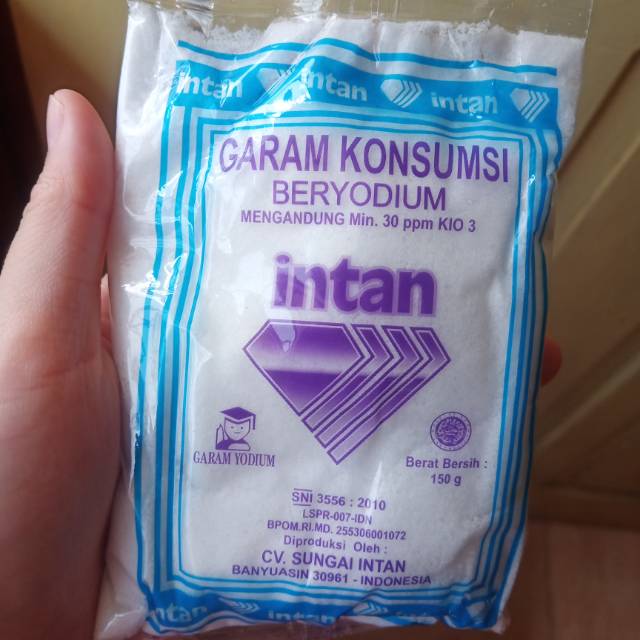 intan intan intan
GARAM KONSUMSI
BERYODIUM
MENGANDUNG Min. 30 ppm KIO 3
intan
GARAM YODIUM
Berat Bersih :
150 g
SNI 3556 : 2010
LSPR-007-IDN
BPOM.RI.MD. 255306001072
Diproduksi Oleh :
CV. SUNGAI INTAN
BANYUASIN 30961 - INDONESIA
intan intan